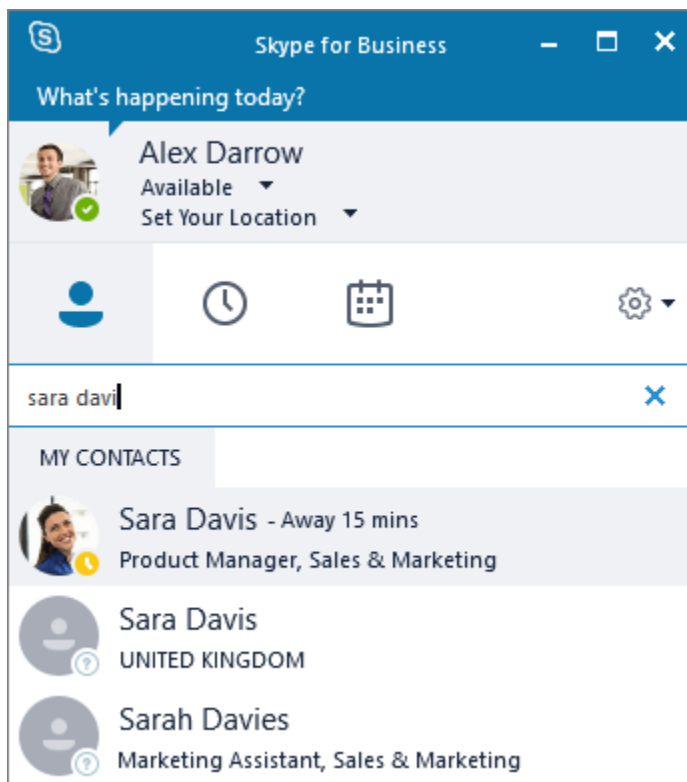 Skype for Business
What's happening today?
Alex Darrow
Available
Set Your Location
sara davi
MY CONTACTS
Sara Davis - Away 15 mins
Product Manager, Sales & Marketing
Sara Davis
UNITED KINGDOM
Sarah Davies
Marketing Assistant, Sales & Marketing